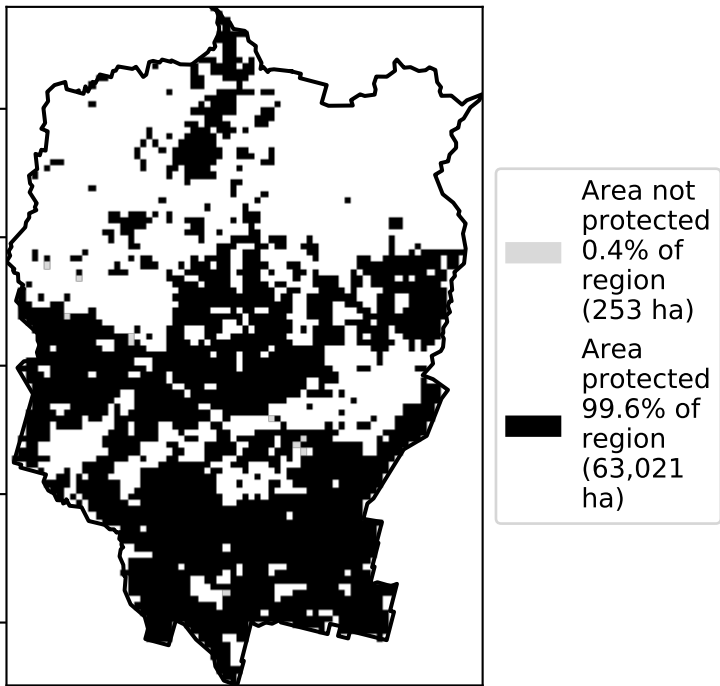 Area not
protected
0.4% of
region
(253 ha)
Area
protected
99.6% of
region
(63,021
ha)